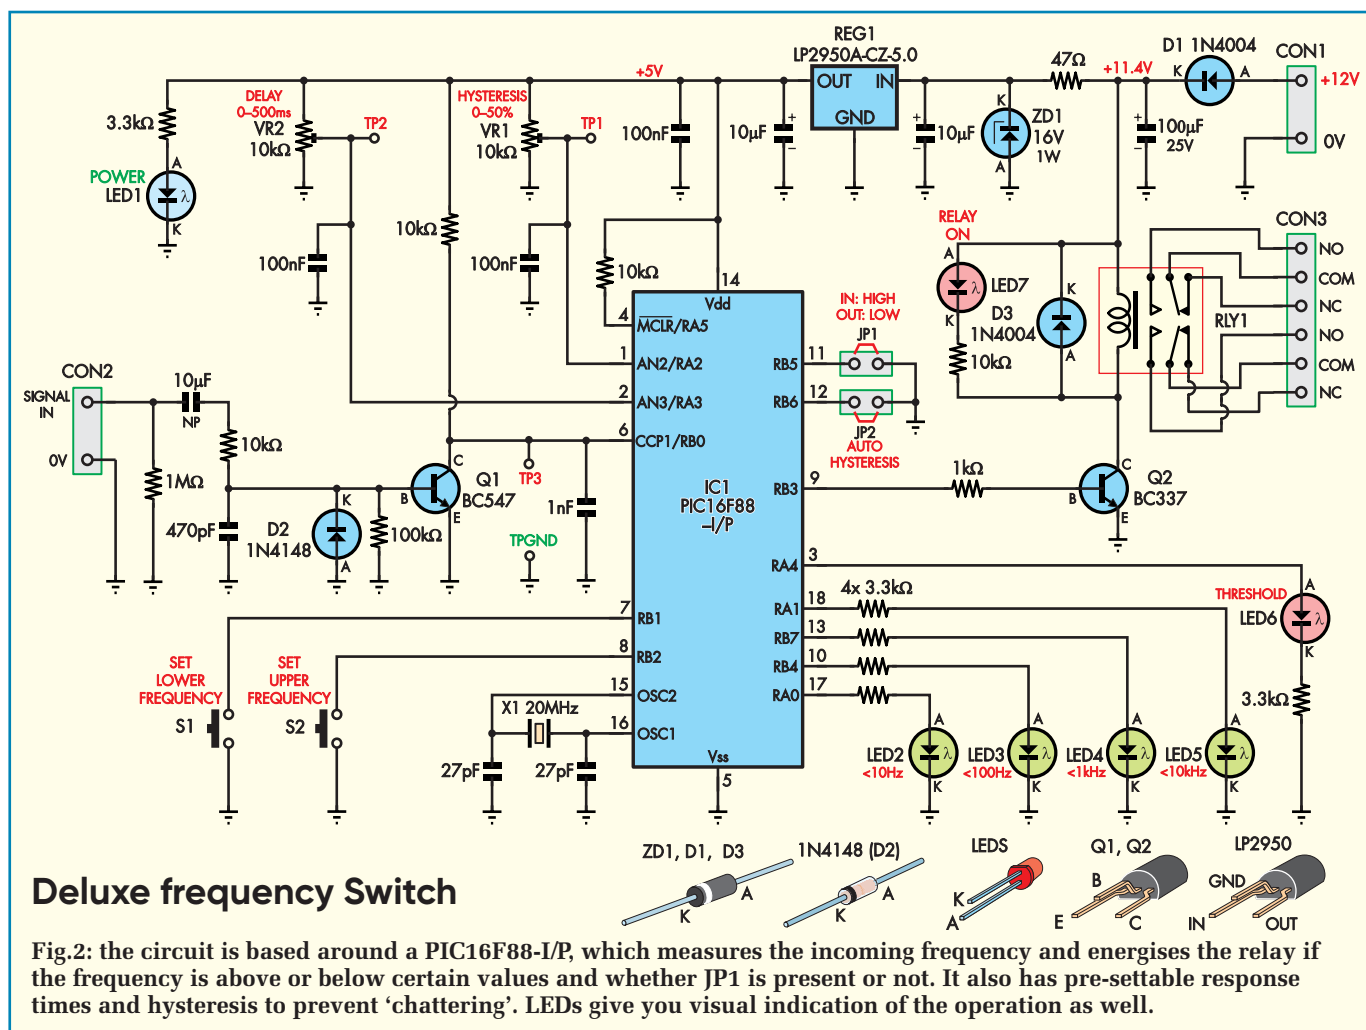 REG1
LP2950A-CZ-5.0
OUT IN
GND
D1 1N4004
K A
CON1
+12V
0V
+5V
47Ω
+11.4V
3.3kΩ
DELAY
0–500ms
VR2
10kΩ
TP2
HYSTERESIS
0–50%
VR1
10kΩ
TP1
100nF
10µF
+
–
10µF
+
–
K
ZD1
16V
1W
A
100µF
25V
+
–
POWER
LED1
A
λ
K
10kΩ
100nF
100nF
10kΩ
RELAY
ON
A
LED7
λ
K
D3
1N4004
K
A
10kΩ
RLY1
CON3
NO
COM
NC
NO
COM
NC
14
Vdd
4 MCLR/RA5
1 AN2/RA2
2 AN3/RA3
6 CCP1/RB0
IC1
PIC16F88
–I/P
7 RB1
8 RB2
15 OSC2
16 OSC1
Vss
5
RB5 11
RB6 12
RB3 9
RA4 3
RA1 18
RB7 13
RB4 10
RA0 17
IN: HIGH
OUT: LOW
JP1
JP2
AUTO
HYSTERESIS
CON2
SIGNAL
IN
0V
10µF
NP
10kΩ
1MΩ
470pF
D2
1N4148
K
A
100kΩ
B
C
E
Q1
BC547
TP3
TPGND
1nF
1kΩ
B
C
E
Q2
BC337
4x 3.3kΩ
THRESHOLD
LED6
A
λ
K
3.3kΩ
SET
LOWER
FREQUENCY
S1
SET
UPPER
FREQUENCY
S2
X1 20MHz
27pF
27pF
A
LED2
<10Hz
λ
K
A
LED3
<100Hz
λ
K
A
LED4
<1kHz
λ
K
A
LED5
<10kHz
λ
K
ZD1, D1, D3
A
K
1N4148 (D2)
A
K
LEDS
K
A
Q1, Q2
B
E
C
LP2950
GND
IN
OUT
Deluxe frequency Switch
Fig.2: the circuit is based around a PIC16F88-I/P, which measures the incoming frequency and energises the relay if
the frequency is above or below certain values and whether JP1 is present or not. It also has pre-settable response
times and hysteresis to prevent ‘chattering’. LEDs give you visual indication of the operation as well.